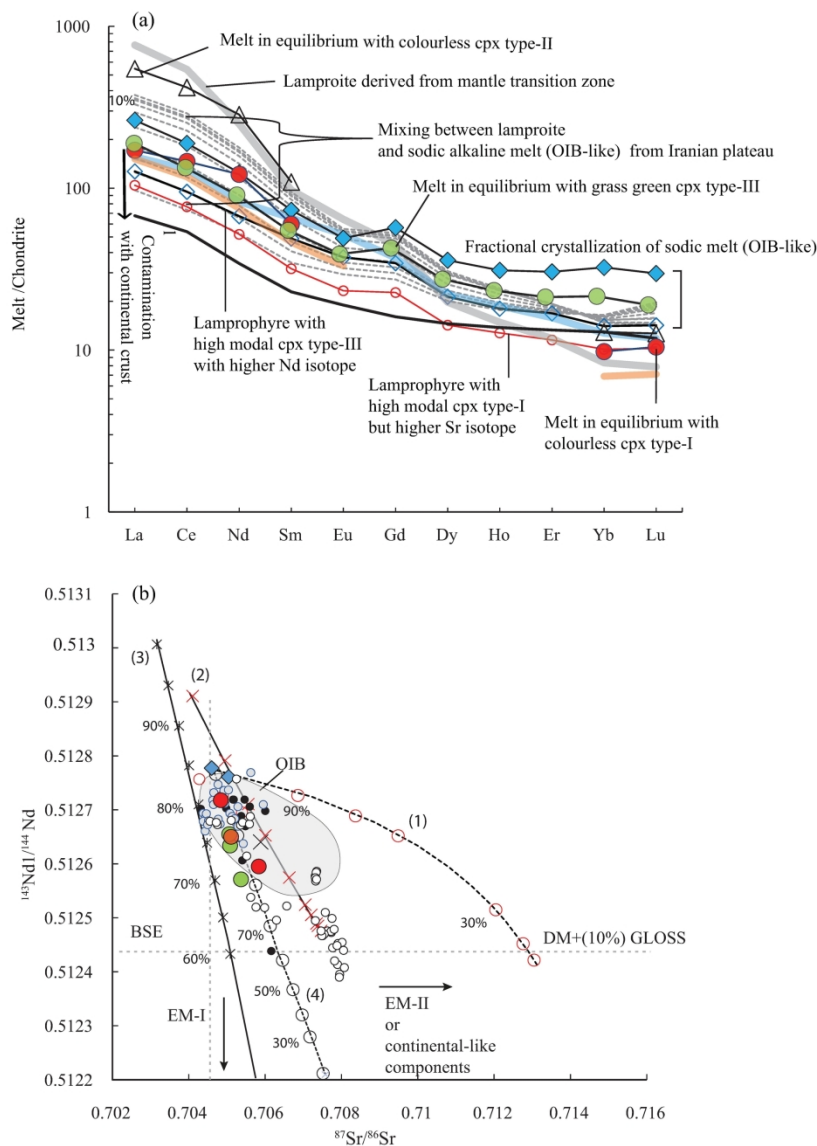 (a)
1000
Melt in equilibrium with colourless cpx type-II
Lamproite derived from mantle transition zone
10%
Mixing between lamproite
and sodic alkaline melt (OIB-like) from Iranian plateau
100
Melt in equilibrium with grass green cpx type-III
Fractional crystallization of sodic melt (OIB-like)
Contamination
with continental crust
1
Melt /Chondrite
Lamprophyre with
high modal cpx type-III
with higher Nd isotope
10
Lamprophyre with
high modal cpx type-I
but higher Sr isotope
Melt in equilibrium with
colourless cpx type-I
1
La Ce Nd Sm Eu Gd Dy Ho Er Yb Lu
(b)
0.5131
0.513
(3)
(2)
0.5129
90%
0.5128
OIB
80%
90%
0.5127
(1)
0.5126
70%
0.5125
70%
30%
BSE
DM+(10%) GLOSS
60%
0.5124
50%
(4)
EM-I
EM-II
or
continental-like
components
0.5123
30%
0.5122
143Nd1/144 Nd
0.702 0.704 0.706 0.708 0.71 0.712 0.714 0.716
87Sr/86Sr